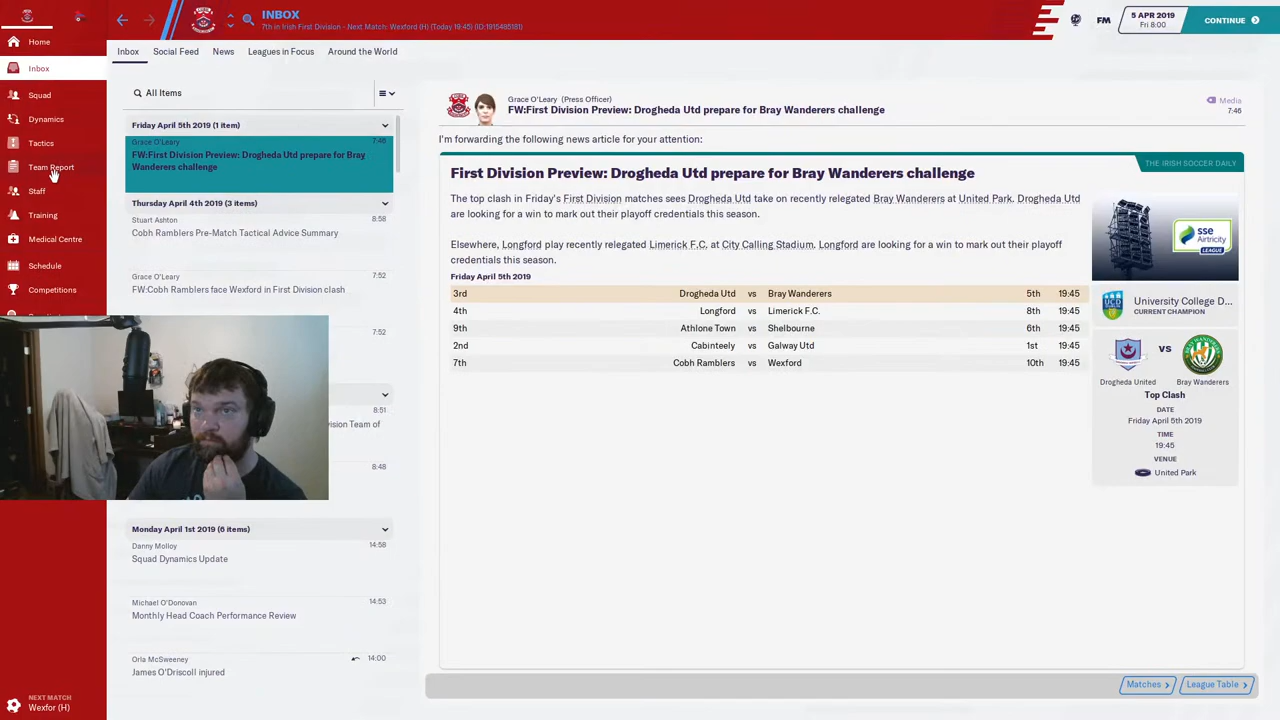 INBOX
7th in Irish First Division - Next Match: Wexford (H) (Today 19:45) (ID:1915485181)
FM
5 APR 2019
Fri 8:00
CONTINUE
Home
Inbox
Squad
Dynamics
Tactics
Team Report
Staff
Training
Medical Centre
Schedule
Competitions
NEXT MATCH
Wexfor (H)
Inbox
Social Feed
News
Leagues in Focus
Around the World
All Items
Friday April 5th 2019 (1 item)
Grace O'Leary 7:46
FW:First Division Preview: Drogheda Utd prepare for Bray
Wanderers challenge
Thursday April 4th 2019 (3 items)
Stuart Ashton 8:58
Cobh Ramblers Pre-Match Tactical Advice Summary
Grace O'Leary 7:52
FW:Cobh Ramblers face Wexford in First Division clash
7:52
8:51
ision Team of
8:48
Monday April 1st 2019 (6 items)
Danny Molloy 14:58
Squad Dynamics Update
Michael O'Donovan 14:53
Monthly Head Coach Performance Review
Orla McSweeney 14:00
James O'Driscoll injured
Grace O'Leary (Press Officer)
FW:First Division Preview: Drogheda Utd prepare for Bray Wanderers challenge
Media
7:46
I'm forwarding the following news article for your attention:
THE IRISH SOCCER DAILY
First Division Preview: Drogheda Utd prepare for Bray Wanderers challenge
The top clash in Friday's First Division matches sees Drogheda Utd take on recently relegated Bray Wanderers at United Park. Drogheda Utd
are looking for a win to mark out their playoff credentials this season.
Elsewhere, Longford play recently relegated Limerick F.C. at City Calling Stadium. Longford are looking for a win to mark out their playoff
credentials this season.
Friday April 5th 2019
3rd Drogheda Utd vs Bray Wanderers 5th 19:45
4th Longford vs Limerick F.C. 8th 19:45
9th Athlone Town vs Shelbourne 6th 19:45
2nd Cabinteely vs Galway Utd 1st 19:45
7th Cobh Ramblers vs Wexford 10th 19:45
sse
Airtricity
LEAGUE
University College D...
CURRENT CHAMPION
VS
Drogheda United
Bray Wanderers
Top Clash
DATE
Friday April 5th 2019
TIME
19:45
VENUE
United Park
Matches
League Table